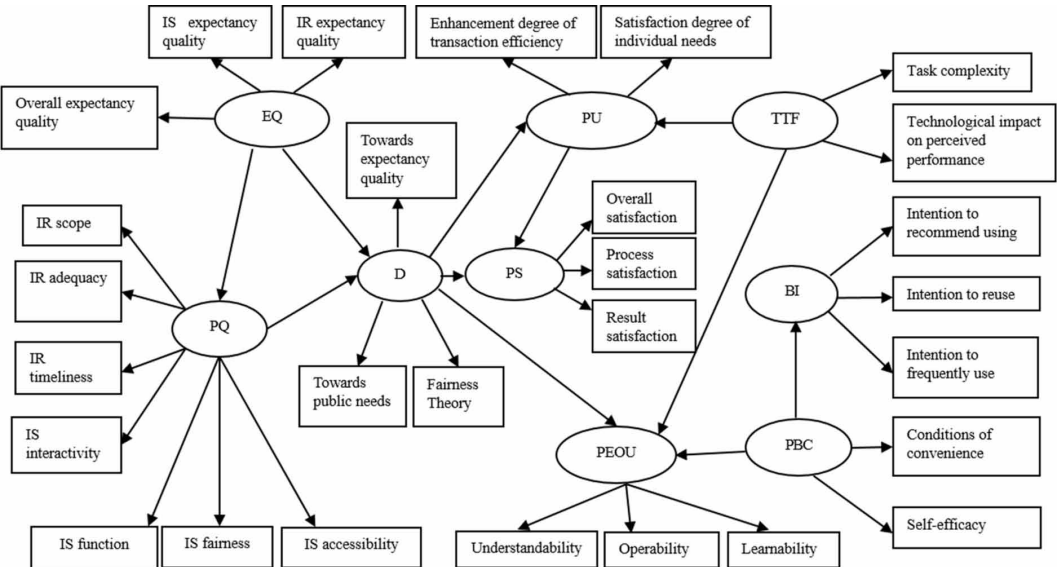 IS expectancy
quality
IR expectancy
quality
Enhancement degree of
transaction efficiency
Satisfaction degree of
individual needs
Overall expectancy
quality
EQ
Towards
expectancy
quality
PU
TTF
Task complexity
Technological impact
on perceived
performance
IR scope
IR adequacy
PQ
IR
timeliness
IS
interactivity
D
PS
Overall
satisfaction
Process
satisfaction
Result
satisfaction
BI
Intention to
recommend using
Intention to reuse
Intention to
frequently use
Towards
public needs
Fairness
Theory
PEOU
PBC
Conditions of
convenience
Self-efficacy
IS function
IS fairness
IS accessibility
Understandability
Operability
Learnability